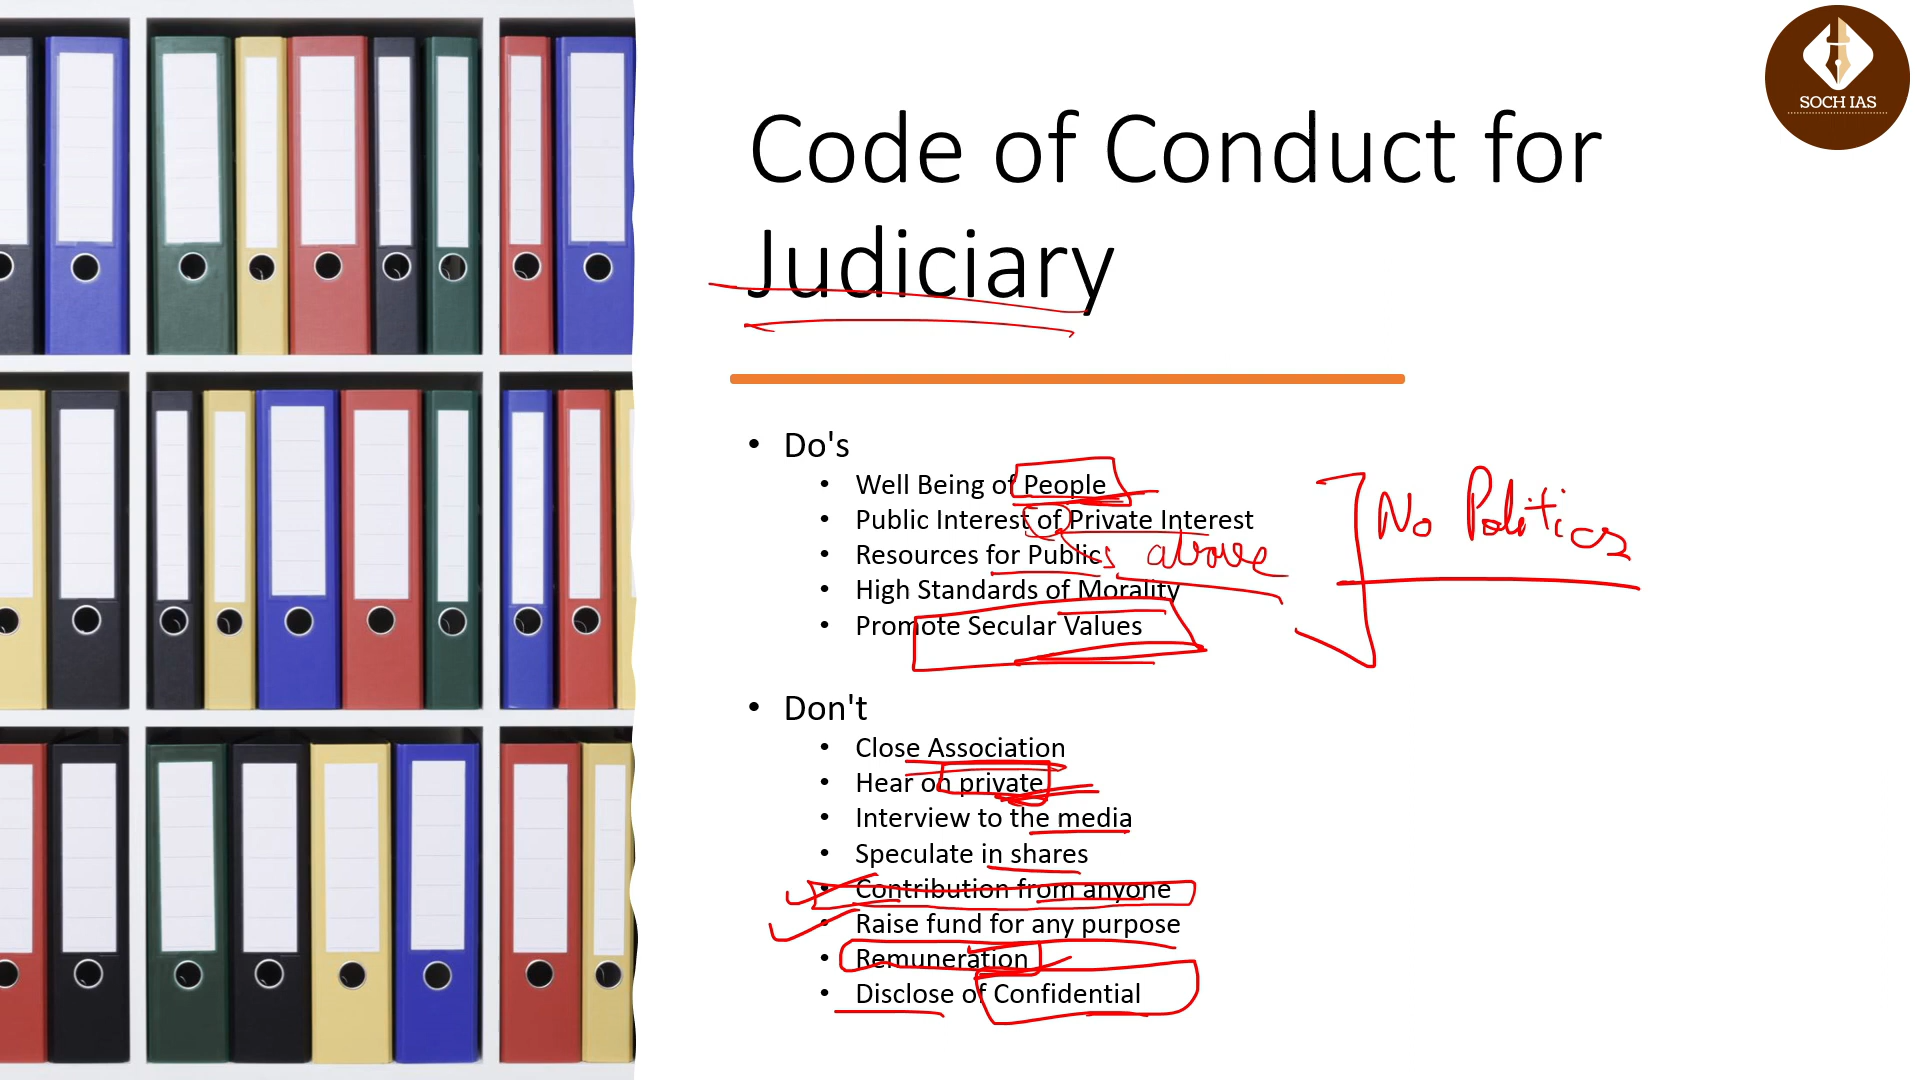 SOCH IAS
Code of Conduct for
Judiciary
• Do's
• Well Being of People
• Public Interest of Private Interest
above
• Resources for Publics
• High Standards of Morality
• Promote Secular Values
No Politics
• Don't
• Close Association
• Hear on private
• Interview to the media
• Speculate in shares
• Contribution from anyone
• Raise fund for any purpose
• Remuneration
• Disclose of Confidential